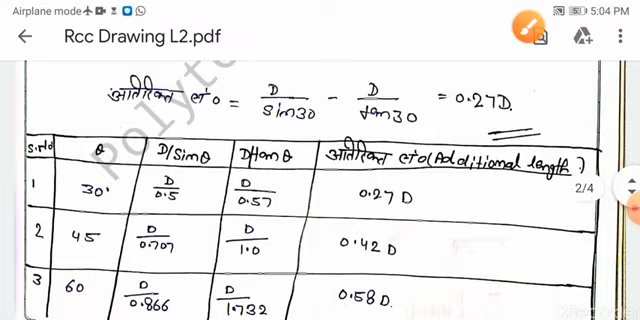 Airplane mode 5:04 PM
Rcc Drawing L2.pdf
अतिरिक्त लं० = D/sin30 - D/tan30 = 0.27D.
S.No θ D/sinθ D/tanθ अतिरिक्त लं० (Additional length)
1 30° D/0.5 D/0.57 0.27 D
2/4
2 45 D/0.707 D/1.0 0.42 D
3 60 D/0.866 D/1.732 0.58 D.